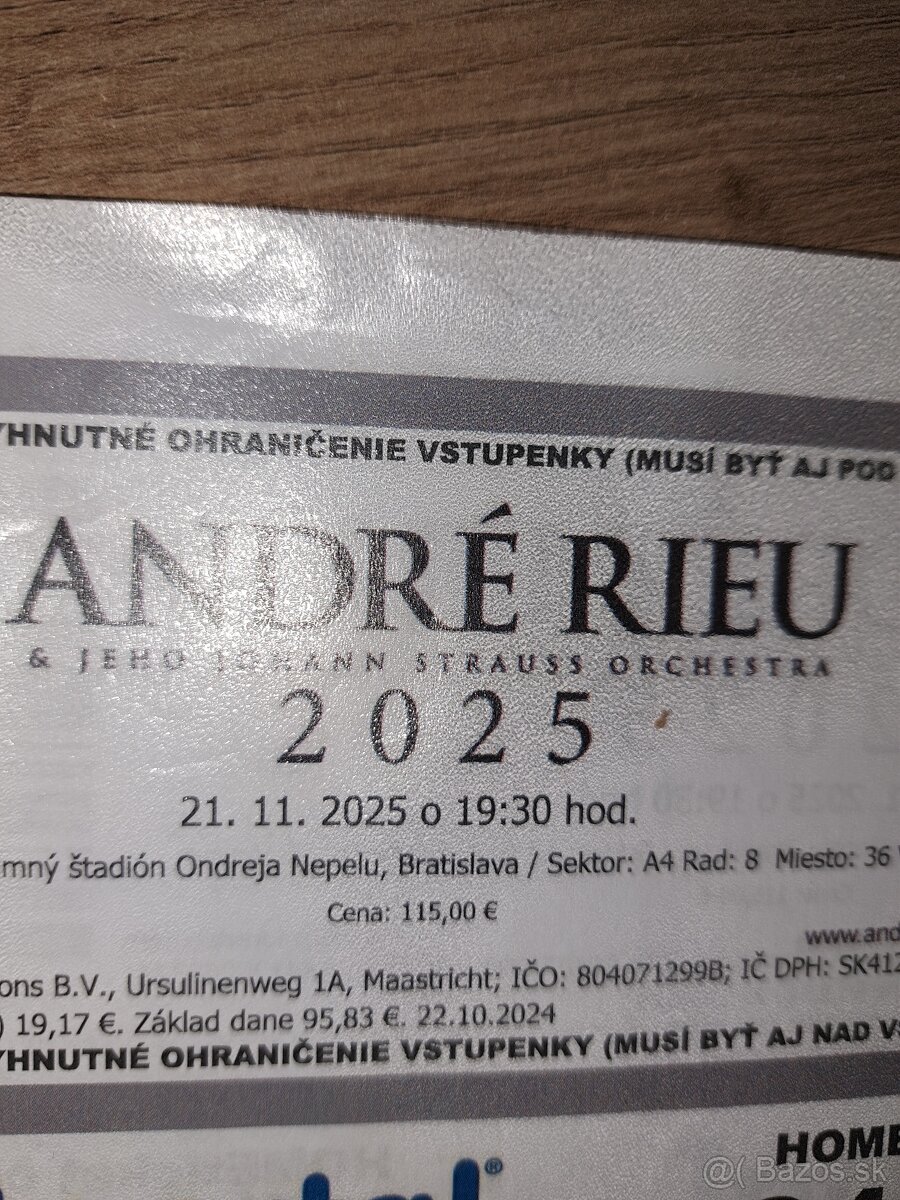 YHNUTNÉ OHRANIČENIE VSTUPENKY (MUSÍ BYŤ AJ POD
ANDRÉ RIEU
& JEHO JOHANN STRAUSS ORCHESTRA
2025
21. 11. 2025 o 19:30 hod.
mný štadión Ondreja Nepelu, Bratislava / Sektor: A4 Rad: 8 Miesto: 36
Cena: 115,00 €
www.and
ons B.V., Ursulinenweg 1A, Maastricht; IČO: 804071299B; IČ DPH: SK412
) 19,17 €. Základ dane 95,83 €. 22.10.2024
YHNUTNÉ OHRANIČENIE VSTUPENKY (MUSÍ BYŤ AJ NAD V
HOME
®
@( Bazos.sk